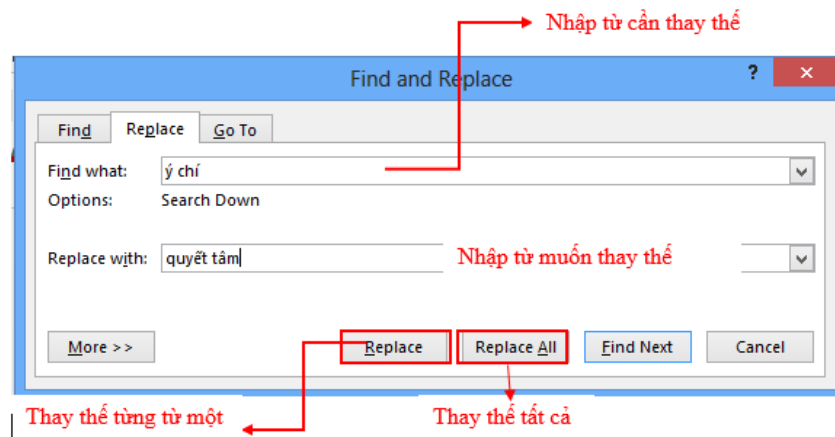 Nhập từ cần thay thế
Find and Replace
? ×
Find Replace Go To
Find what: ý chí
Options: Search Down
Replace with: quyết tâm Nhập từ muốn thay thế
More >> Replace Replace All Find Next Cancel
Thay thế từng từ một Thay thế tất cả